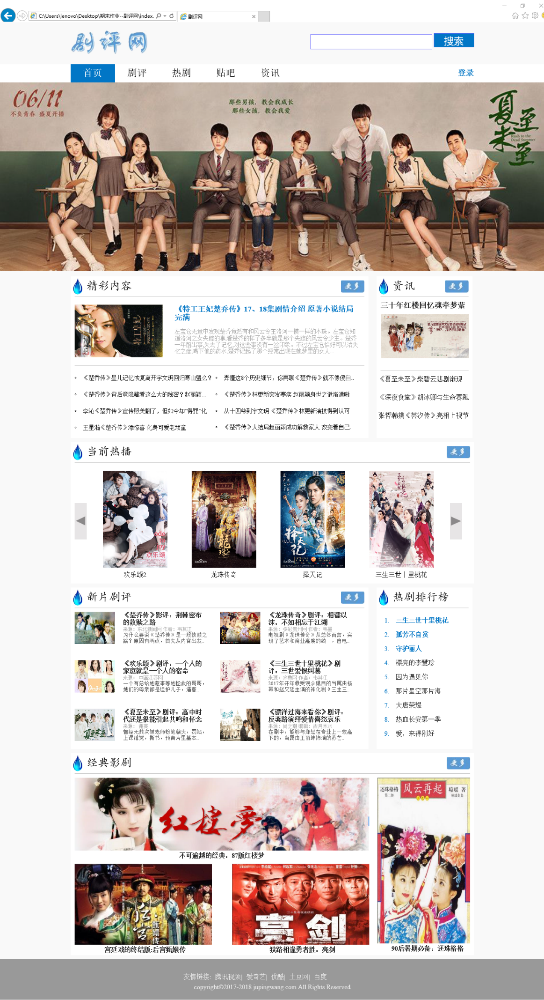 C:\Users\lenovo\Desktop\期末作业--剧评网\index.
剧评网
剧评网
搜索
首页
剧评
热剧
贴吧
资讯
登录
06/11
不负青春 盛夏开播
那些男孩，教会我成长
那些女孩，教会我爱
夏至未至
Rush to the
Dead Summer
精彩内容
更多
《特工王妃楚乔传》17、18集剧情介绍 原著小说结局
完满
左宝仓无意中发现楚乔竟然有和风云令主洛河一模一样的木珠。左宝仓知
道洛河之女失踪的事,看楚乔的样子多半就是那个失踪的风云令少主。楚乔
一年前出事,失去了记忆,对这些事没有一丝印象。不过左宝仓恰好可以治失
忆之症,喝下他的药水,楚乔记起了那个经常出现在她梦里的女人...
《楚乔传》星儿记忆恢复离开宇文玥回归寒山盟么？
弄懂这8个历史细节，你再聊《楚乔传》就不像傻白..
《楚乔传》背后竟隐藏着这么大的秘密？赵丽颖...
《楚乔传》林更新突发寒疾 赵丽颖身世之谜渐清晰
李沁《楚乔传》宣传照美翻了，但如今却“得罪”化
从十四爷到宇文玥 《楚乔传》林更新演技得到认可
王星瀚《楚乔传》添惊喜 化身可爱老顽童
《楚乔传》大结局赵丽颖成功解救家人 改变着自己.
资讯
更多
三十年红楼回忆魂牵梦萦
《夏至未至》柴碧云悲剧渐现
《深夜食堂》胡冰卿与生命赛跑
张哲瀚携《芸汐传》亮相上视节
当前热播
更多
ode
to
joy
欢乐颂
龙珠
择天记
欢乐颂2
龙珠传奇
择天记
三生三世十里桃花
新片剧评
更多
《楚乔传》影评：荆棘密布
的救赎之路
来源：东北新闻网 作者：韦其江
为什么要说《楚乔传》是一段救赎之
路？原因有两点，首先从内容出发..
《龙珠传奇》剧评：相濡以
沫，不如相忘于江湖
来源：多彩贵州网 作者：韦墨
电视剧《龙珠传奇》从总体而言，实
现了艺术和商业高度的统一，自电..
《欢乐颂》剧评：一个人的
家庭就是一个人的宿命
来源： 中国江苏网
一个有总给她惹事等她拯救的哥哥，
她们的母亲都是坦护儿子，逼着..
《三生三世十里桃花》剧
评：三世爱恨纠葛
来源：齐鲁网 作者：韦其江
2017年开年最受观众瞩目的当属由杨
幂和赵又廷主演的神化剧《三生三..
《夏至未至》剧评：高中时
代还是很能引起共鸣和怀念
来源： 谢亮
曾经无数次被老师粉笔敲头，罚站，
上课睡觉，撕书，预告片里基本..
《漂洋过海来看你》剧评：
反套路演绎爱情喜怒哀乐
来源：尚之潮 编辑：古月木水
在剧中，能够与郑楚在专业上一较高
下的，当属由王丽坤饰演的苏芒..
热剧排行榜
1. 三生三世十里桃花
2. 孤芳不自赏
3. 守护丽人
4. 漂亮的李慧珍
5. 因为遇见你
6. 那片星空那片海
7. 大唐荣耀
8. 热血长安第一季
9. 爱，来得刚好
经典影剧
更多
红楼梦
不可逾越的经典：87版红楼梦
后宫·甄嬛传
宫廷戏的终结版:后宫甄嬛传
亮剑
狭路相逢勇者胜：亮剑
还珠格格
第二部
风云再起
琼瑶 著
琼瑶全集
90后暑期必备：还珠格格
友情链接: 腾讯视频| 爱奇艺| 优酷| 土豆网| 百度
copyright©2017-2018 jupingwang.com All Rights Reserved